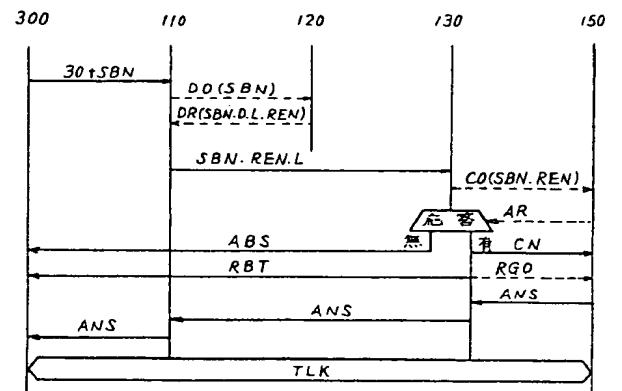 300 110 120 130 150
30+SBN
DO(SBN)
DR(SBN.D.L.REN)
SBN.REN.L
CO(SBN.REN)
応答
AR
無 有
ABS
CN
RBT
RGO
ANS
ANS
ANS
TLK